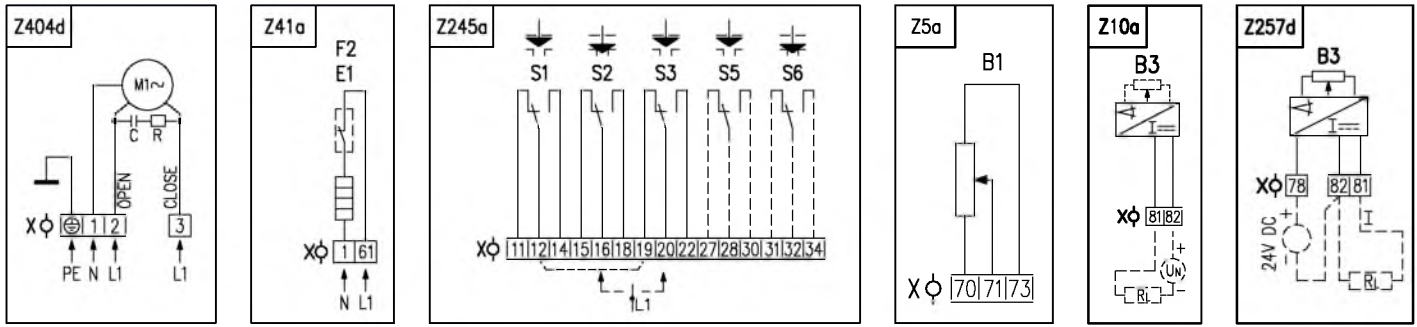 Z404d
M1~
C R
OPEN
CLOSE
X 1 2 3
PE N L1 L1
Z41a
F2
E1
X 1 61
N L1
Z245a
S1 S2 S3 S5 S6
X 11 12 14 15 16 18 19 20 22 27 28 30 31 32 34
L1
Z5a
B1
X 70 71 73
Z10a
B3
I
X 81 82
+
UN
RL -
Z257d
B3
I
X 78 82 81
+ I
24V DC
-
RL